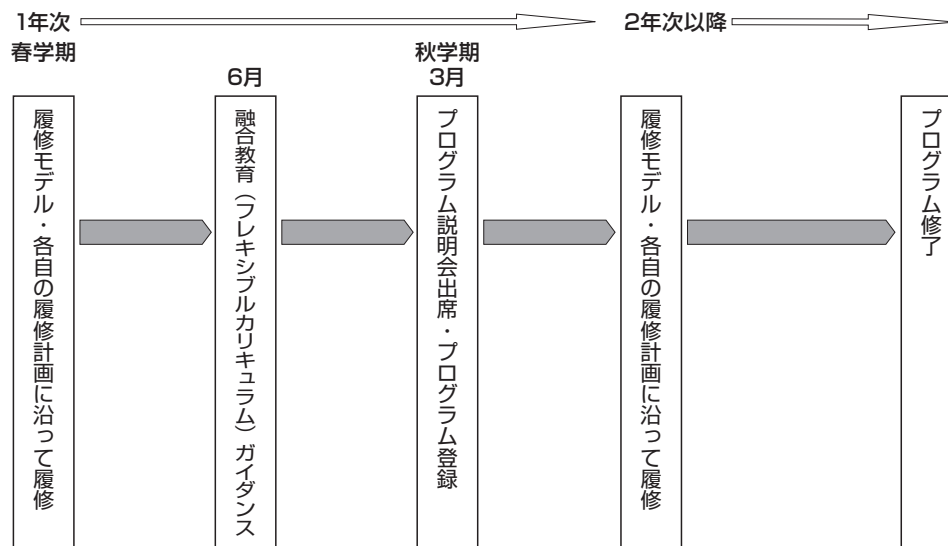 1年次
2年次以降
春学期
秋学期
6月
3月
履修モデル・各自の履修計画に沿って履修
融合教育（フレキシブルカリキュラム）ガイダンス
プログラム説明会出席・プログラム登録
履修モデル・各自の履修計画に沿って履修
プログラム修了